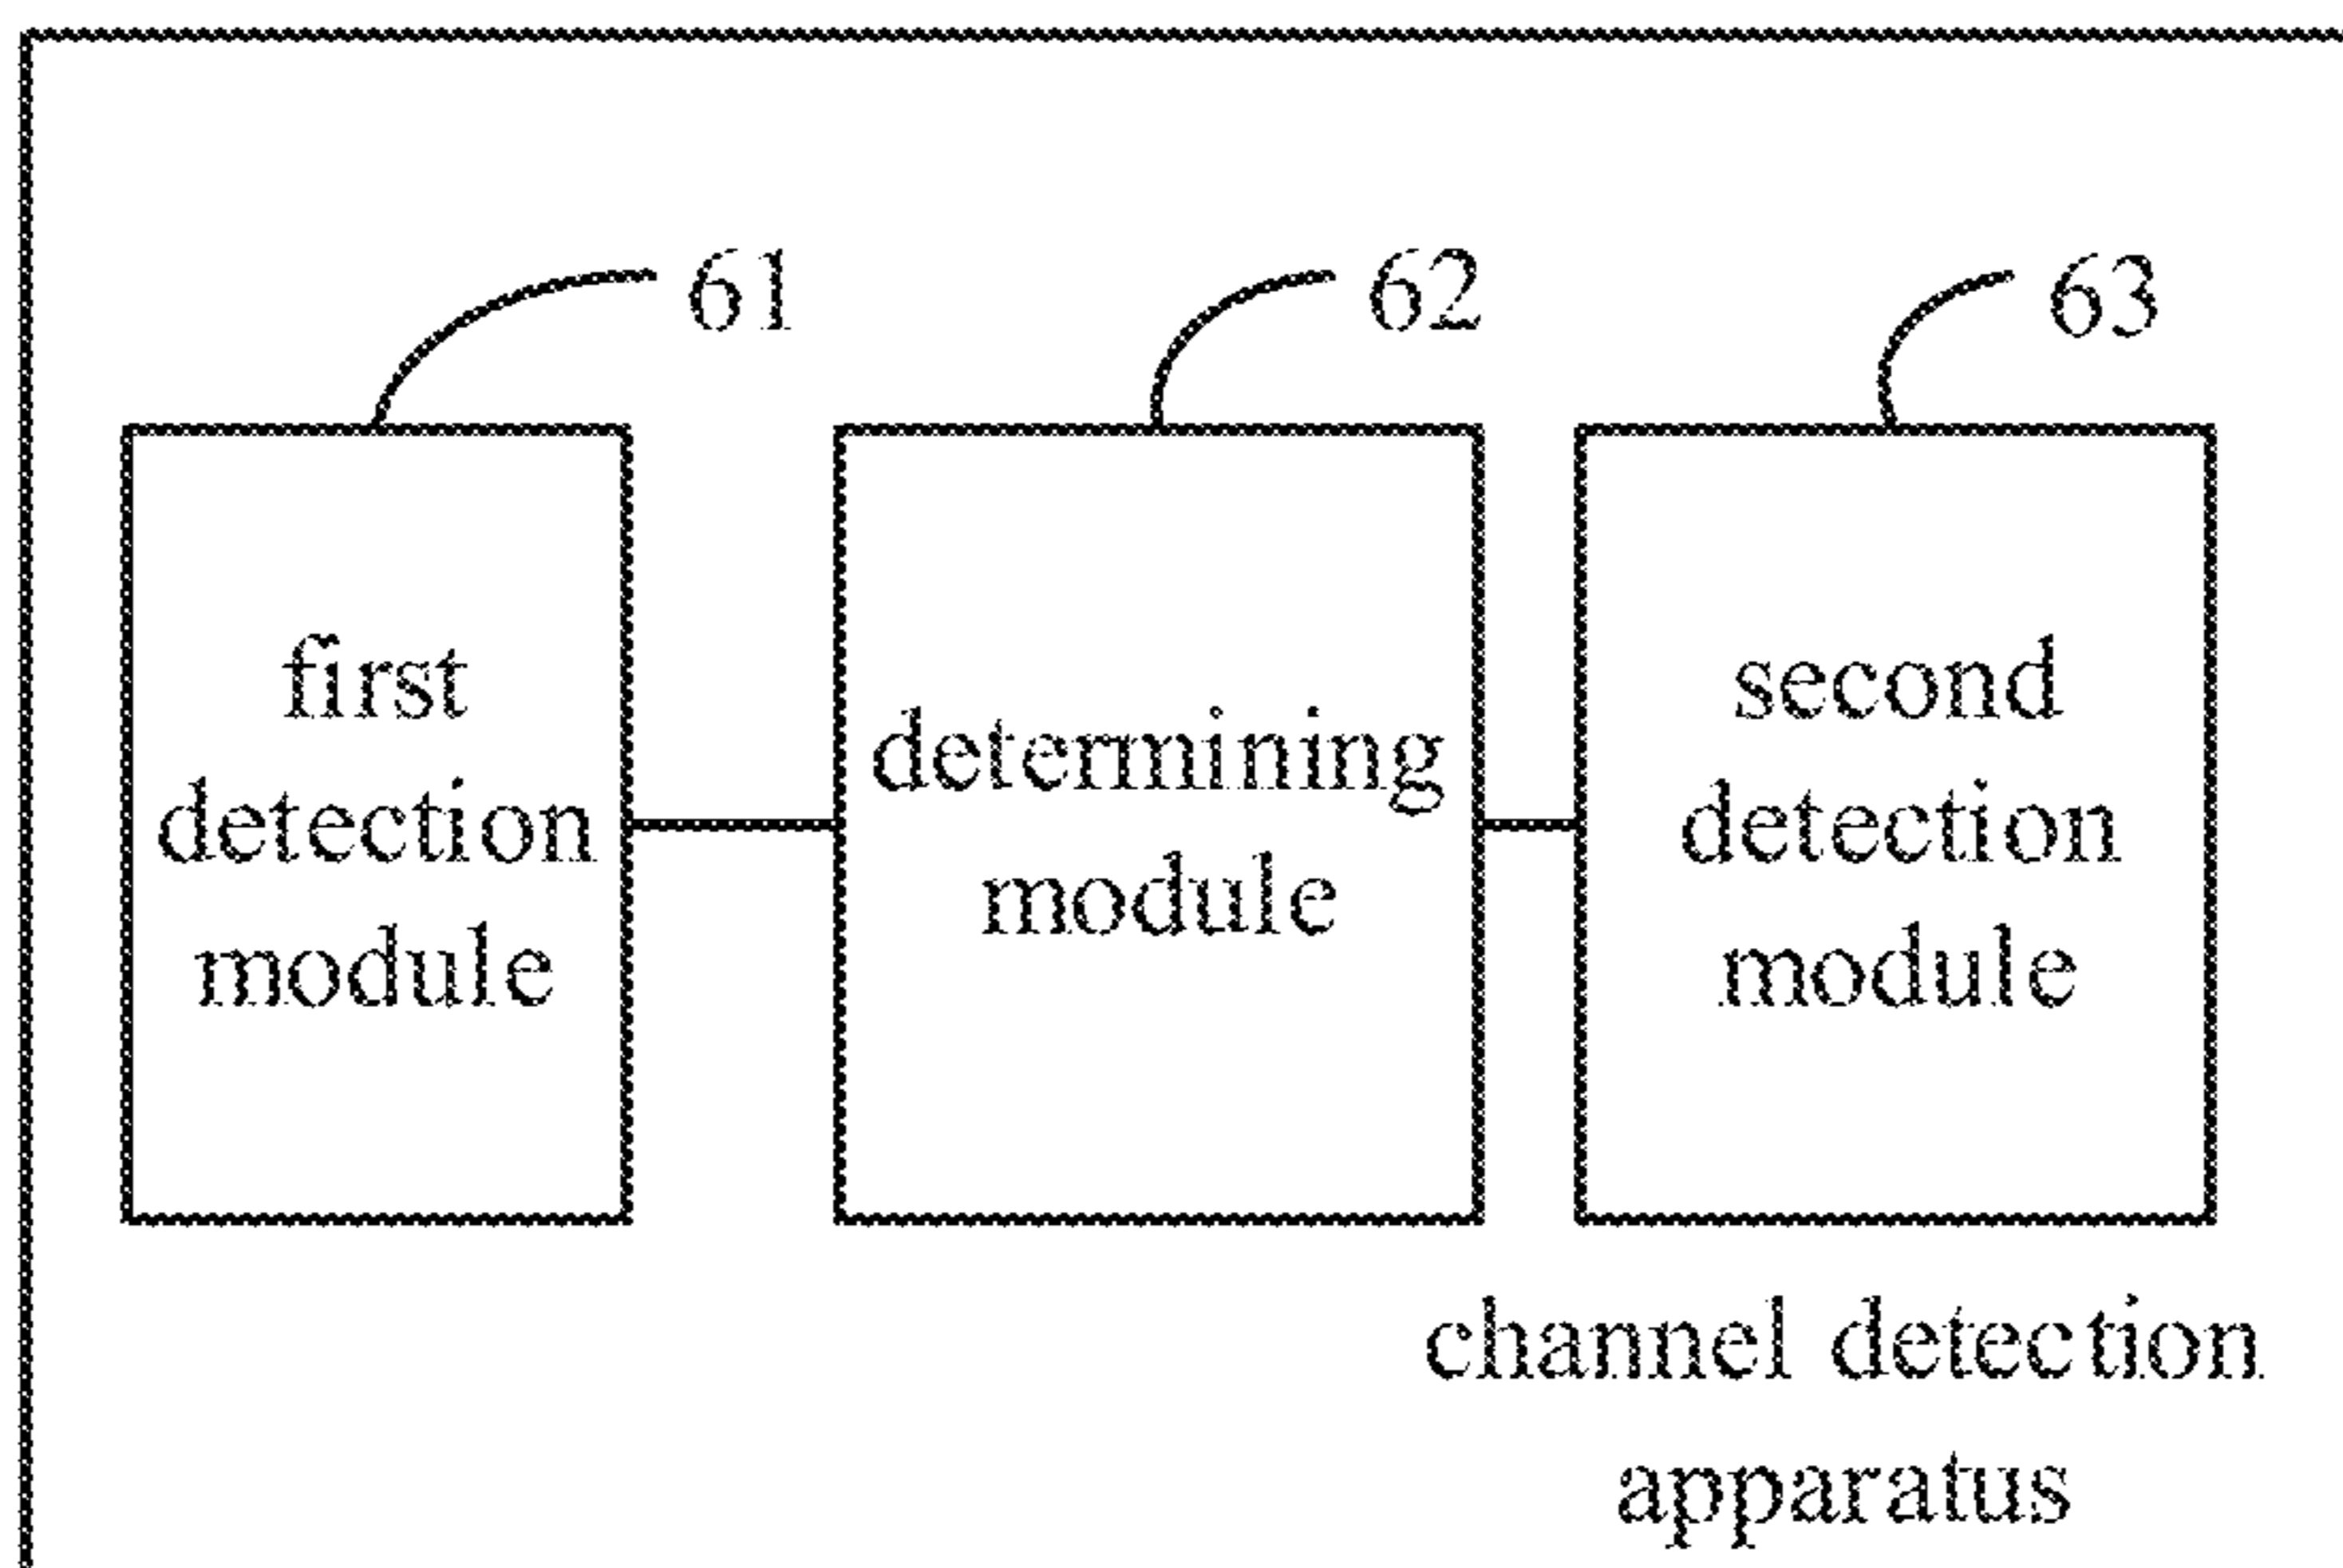 61
62
63
first
detection
module
determining
module
second
detection
module
channel detection
apparatus